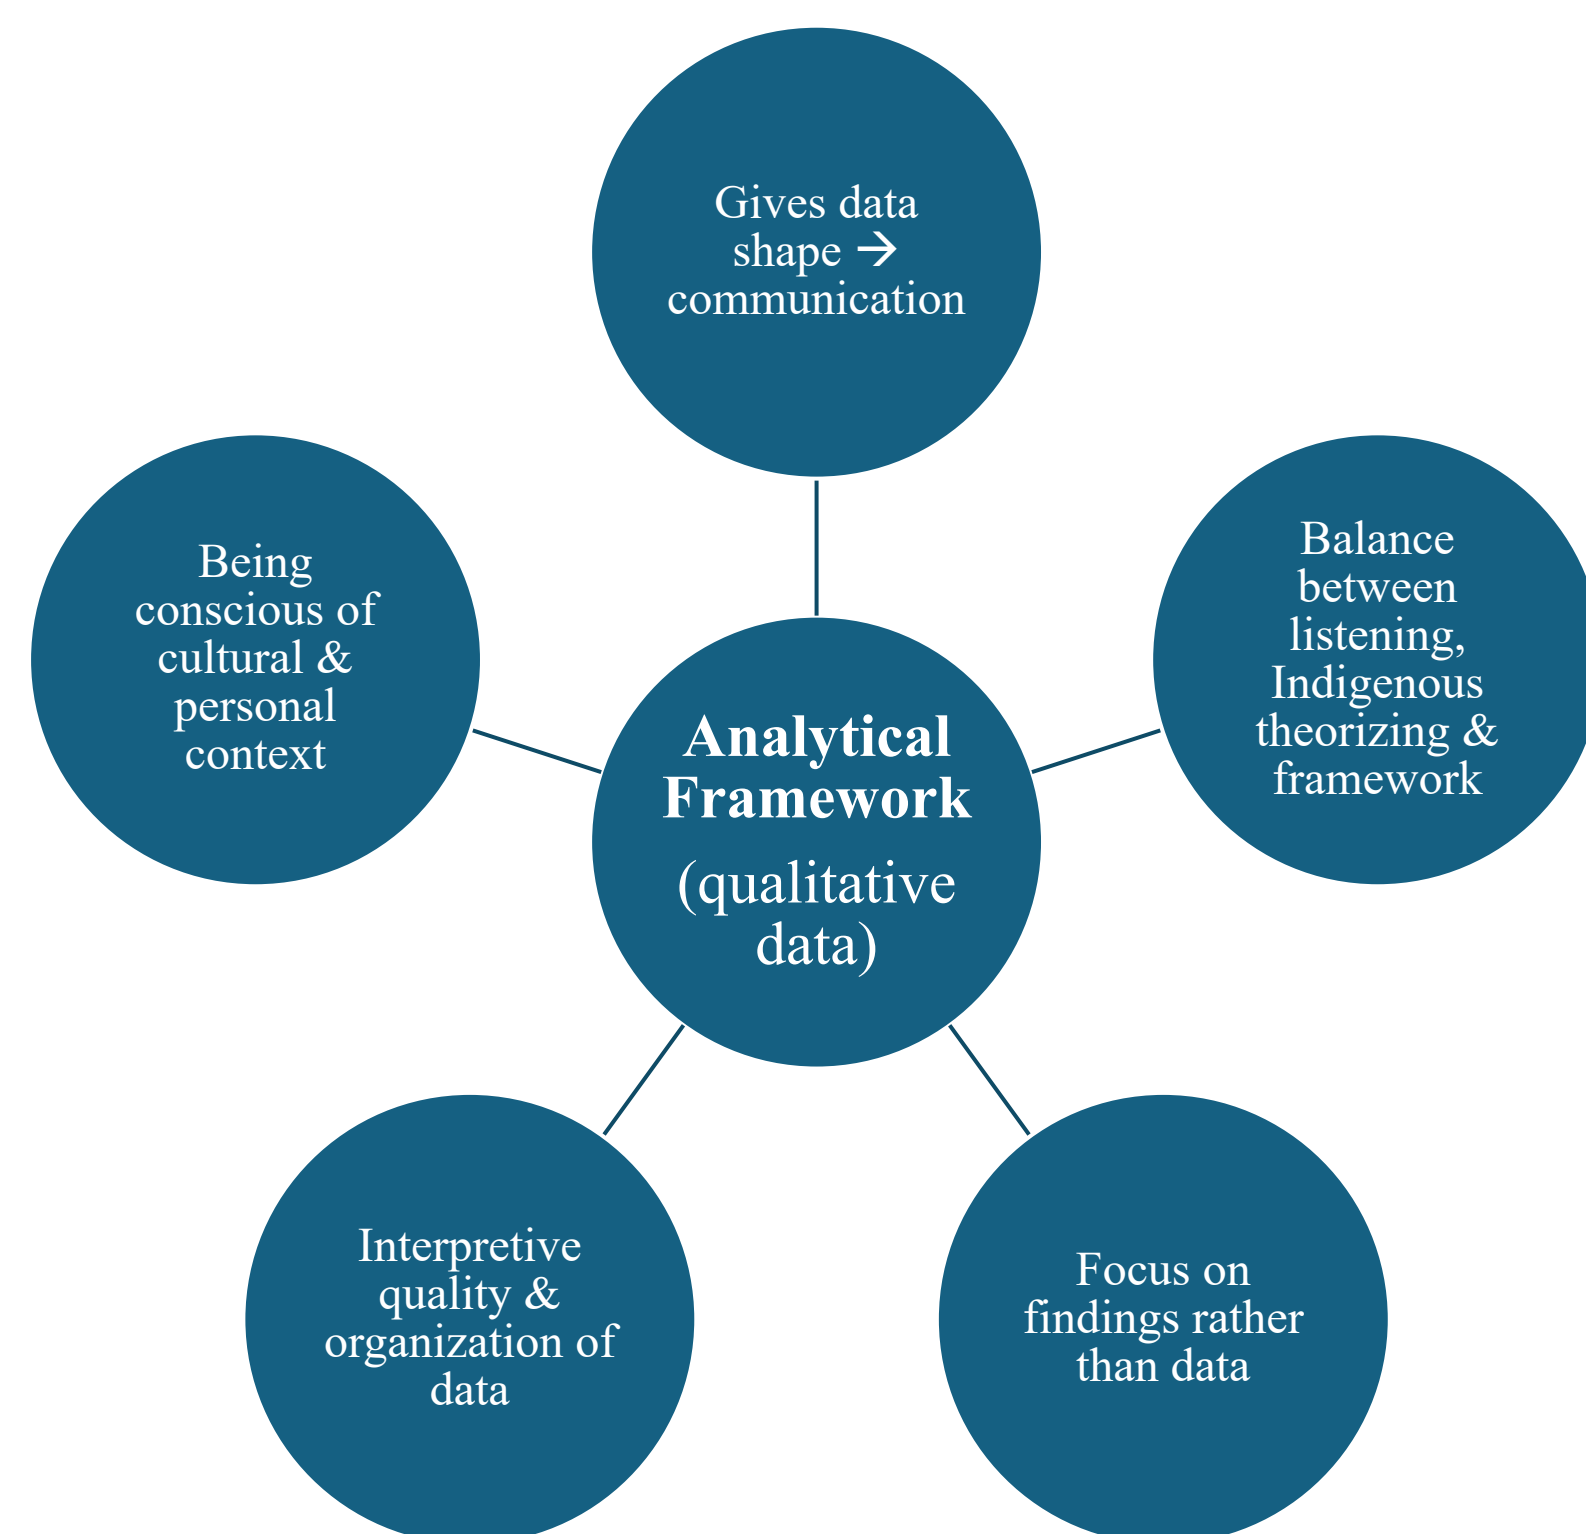 Gives data
shape →
communication
Being
conscious of
cultural &
personal
context
Balance
between
listening,
Indigenous
theorizing &
framework
Analytical
Framework
(qualitative
data)
Interpretive
quality &
organization of
data
Focus on
findings rather
than data